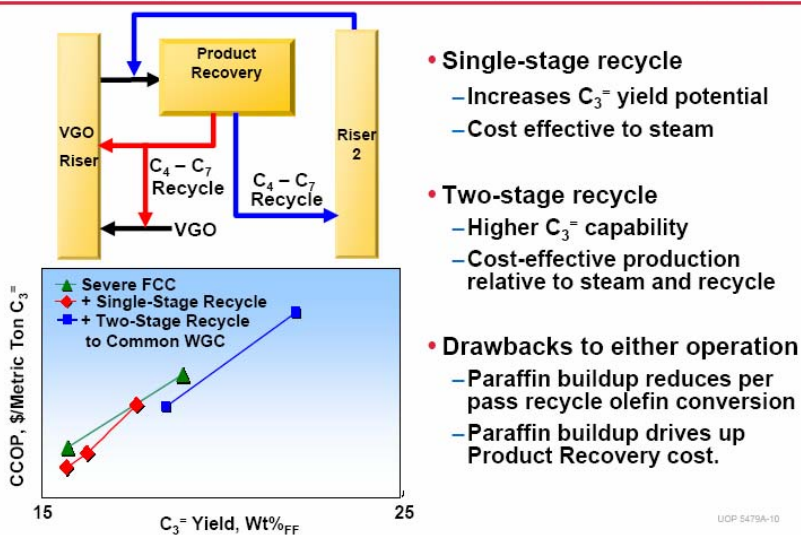 Product
Recovery
VGO
Riser
Riser
2
C₄ – C₇
Recycle
C₄ – C₇
Recycle
VGO
Severe FCC
+ Single-Stage Recycle
+ Two-Stage Recycle
to Common WGC
CCOP, $/Metric Ton C₃⁼
15
25
C₃⁼ Yield, Wt%FF
• Single-stage recycle
–Increases C₃⁼ yield potential
–Cost effective to steam
• Two-stage recycle
–Higher C₃⁼ capability
–Cost-effective production
relative to steam and recycle
• Drawbacks to either operation
–Paraffin buildup reduces per
pass recycle olefin conversion
–Paraffin buildup drives up
Product Recovery cost.
UOP 5479A-10